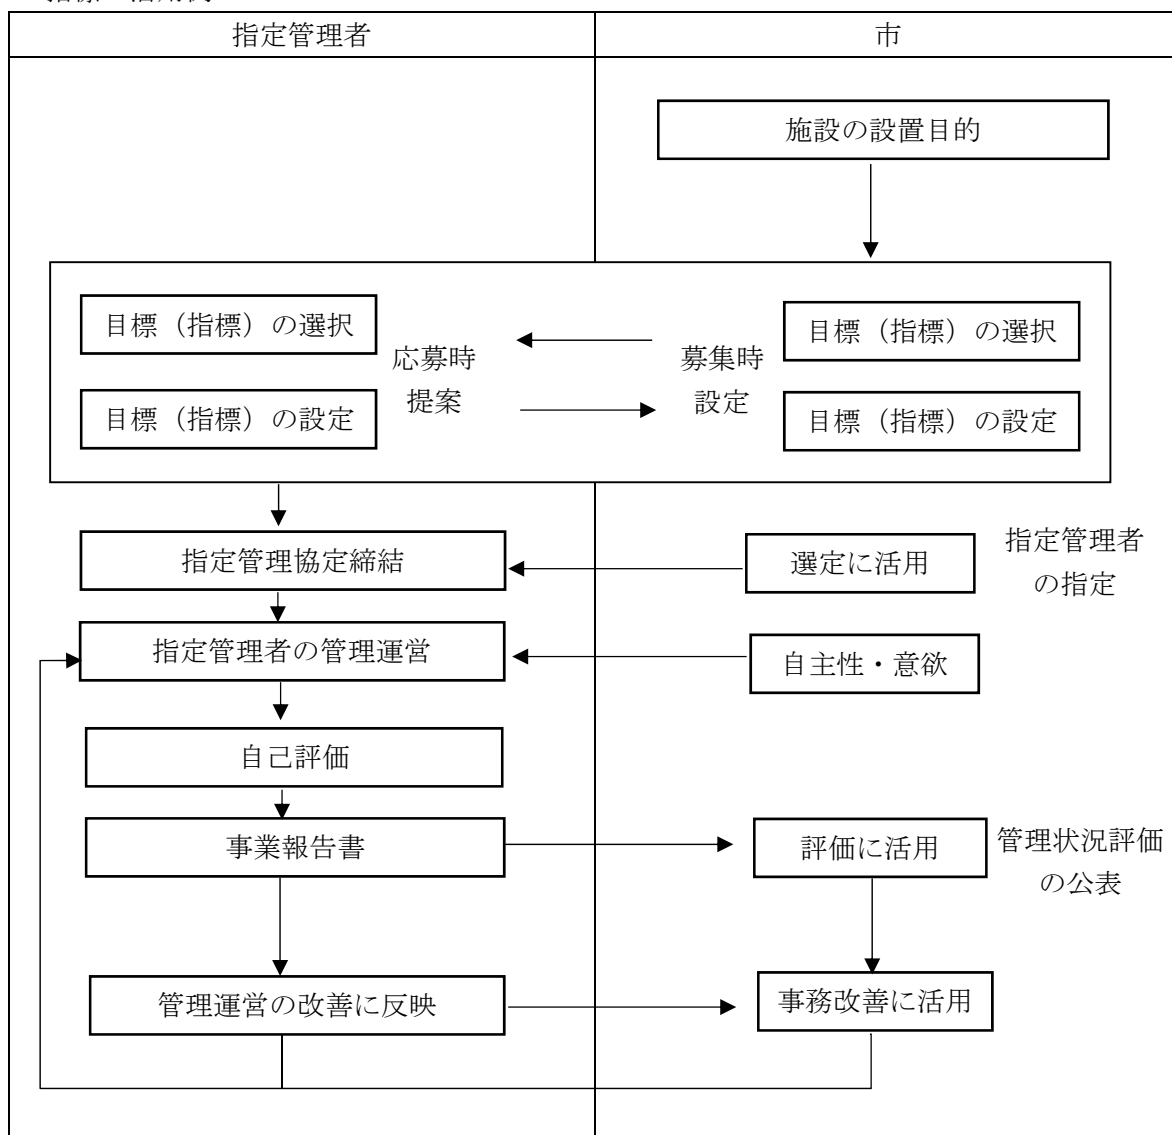 指定管理者
市
施設の設置目的
目標（指標）の選択
目標（指標）の設定
応募時
提案
募集時
設定
目標（指標）の選択
目標（指標）の設定
指定管理協定締結
選定に活用
指定管理者
の指定
指定管理者の管理運営
自主性・意欲
自己評価
事業報告書
評価に活用
管理状況評価
の公表
管理運営の改善に反映
事務改善に活用